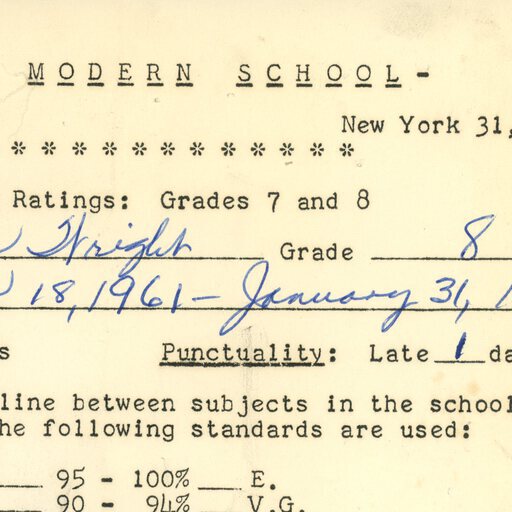 MODERN SCHOOL -
New York 31,
* * * * * * * * * * * *
Ratings: Grades 7 and 8
Wright Grade 8
18, 1961 - January 31, 1
s Punctuality: Late 1 da
line between subjects in the school
he following standards are used:
95 - 100% E.
90 - 94% V.G.